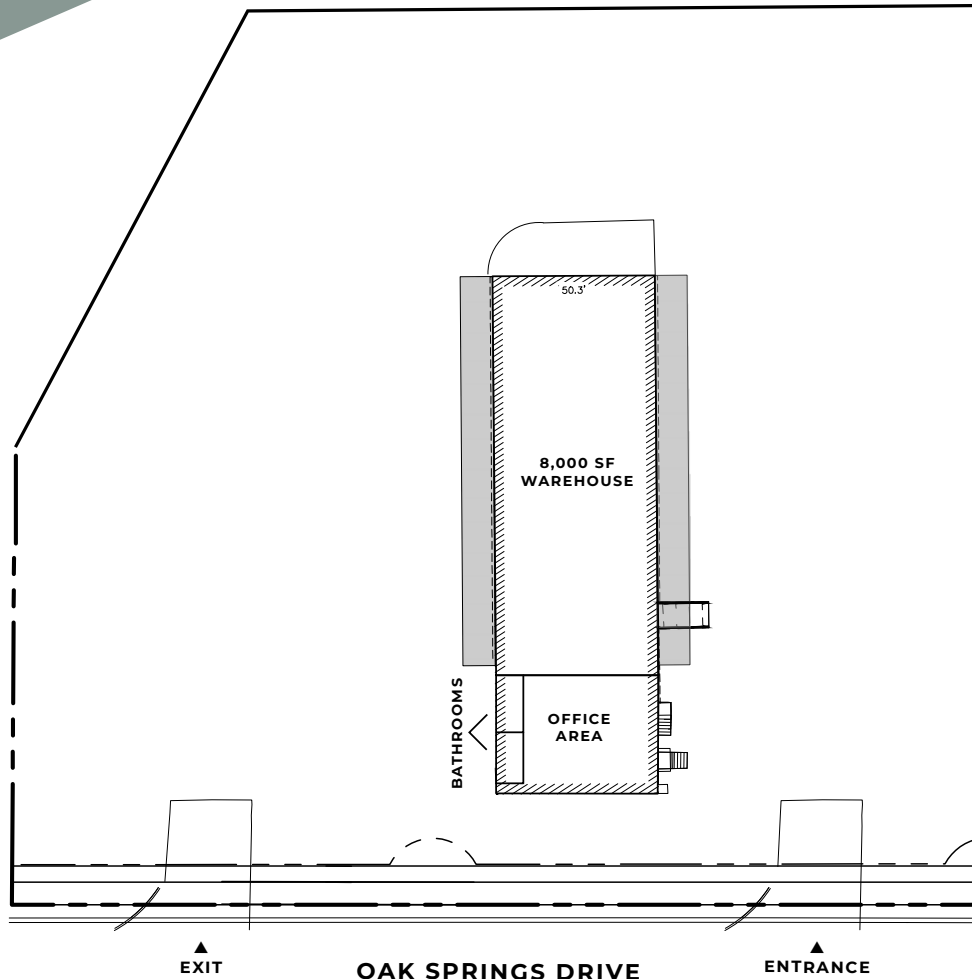 50.3'
8,000 SF
WAREHOUSE
BATHROOMS
OFFICE
AREA
EXIT
OAK SPRINGS DRIVE
ENTRANCE